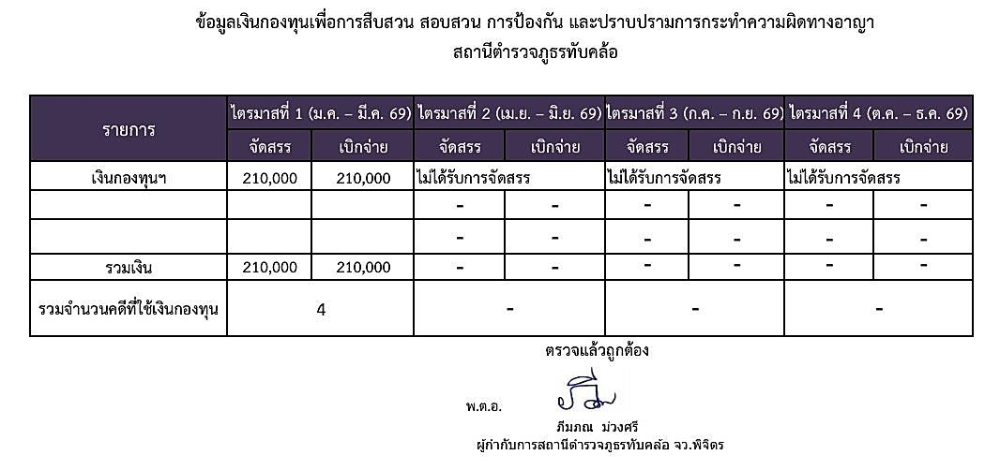 ข้อมูลเงินกองทุนเพื่อการสืบสวน สอบสวน การป้องกัน และปราบปรามการกระทำความผิดทางอาญา
สถานีตำรวจภูธรทับคล้อ
รายการ ไตรมาสที่ 1 (ม.ค. – มี.ค. 69) ไตรมาสที่ 2 (เม.ย. – มิ.ย. 69) ไตรมาสที่ 3 (ก.ค. – ก.ย. 69) ไตรมาสที่ 4 (ต.ค. – ธ.ค. 69)
จัดสรร เบิกจ่าย จัดสรร เบิกจ่าย จัดสรร เบิกจ่าย จัดสรร เบิกจ่าย
เงินกองทุนฯ 210,000 210,000 ไม่ได้รับการจัดสรร ไม่ได้รับการจัดสรร ไม่ได้รับการจัดสรร
- - - - - -
- - - - - -
รวมเงิน 210,000 210,000 - - - - - -
รวมจำนวนคดีที่ใช้เงินกองทุน 4 - - -
ตรวจแล้วถูกต้อง
พ.ต.อ.
ภีมภณ ม่วงศรี
ผู้กำกับการสถานีตำรวจภูธรทับคล้อ จว.พิจิตร